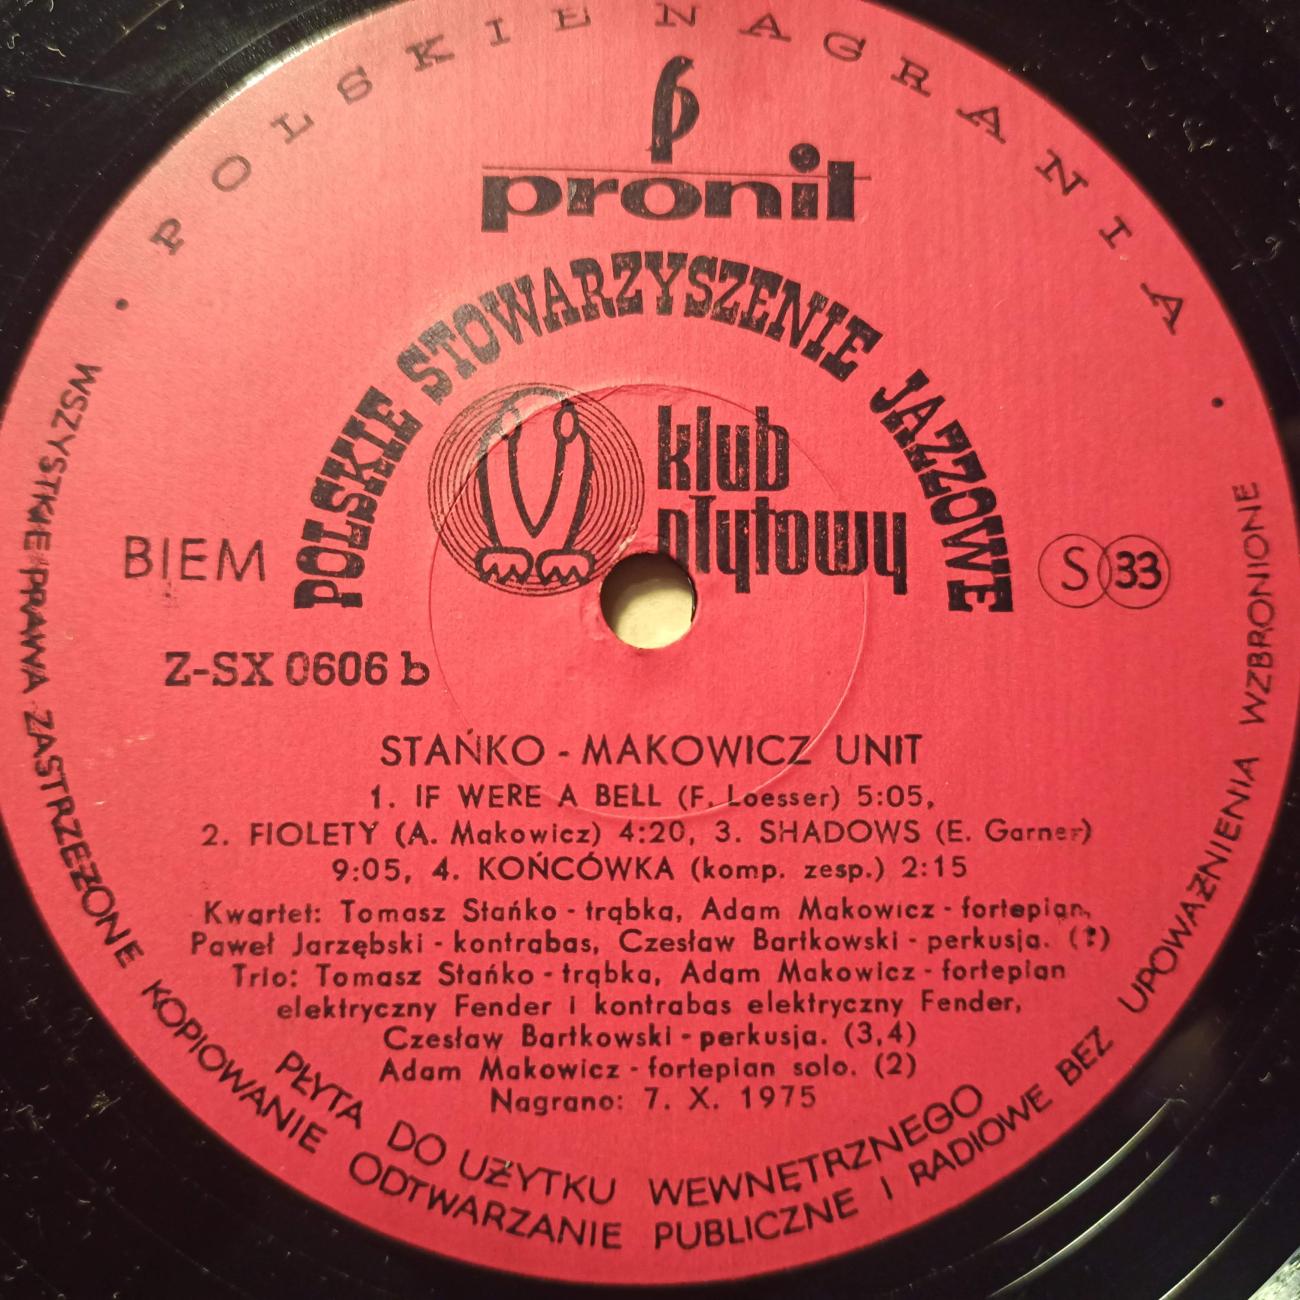 POLSKIE NAGRANIA
pronit
POLSKIE STOWARZYSZENIE JAZZOWE
klub
płytowy
BIEM
S 33
Z-SX 0606 b
STAŃKO - MAKOWICZ UNIT
1. IF WERE A BELL (F. Loesser) 5:05,
2. FIOLETY (A. Makowicz) 4:20, 3. SHADOWS (E. Garner)
9:05, 4. KOŃCÓWKA (komp. zesp.) 2:15
Kwartet: Tomasz Stańko - trąbka, Adam Makowicz - fortepian,
Paweł Jarzębski - kontrabas, Czesław Bartkowski - perkusja.
Trio: Tomasz Stańko - trąbka, Adam Makowicz - fortepian
elektryczny Fender i kontrabas elektryczny Fender,
Czesław Bartkowski - perkusja. (3,4)
Adam Makowicz - fortepian solo. (2)
Nagrano: 7. X. 1975
PŁYTA DO UŻYTKU WEWNĘTRZNEGO
WSZYSTKIE PRAWA ZASTRZEŻONE KOPIOWANIE ODTWARZANIE PUBLICZNE I RADIOWE BEZ UPOWAŻNIENIA WZBRONIONE